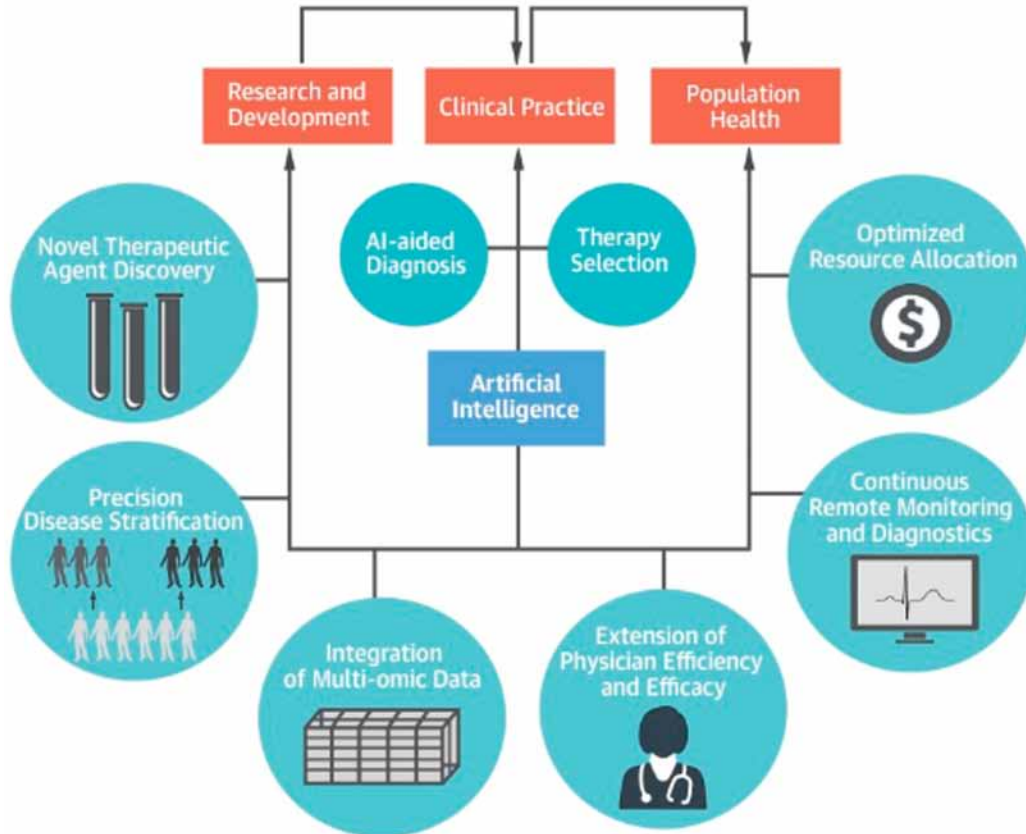 Research and
Development
Clinical Practice
Population
Health
Novel Therapeutic
Agent Discovery
AI-aided
Diagnosis
Therapy
Selection
Optimized
Resource Allocation
$
Artificial
Intelligence
Precision
Disease Stratification
Continuous
Remote Monitoring
and Diagnostics
Integration
of Multi-omic Data
Extension of
Physician Efficiency
and Efficacy